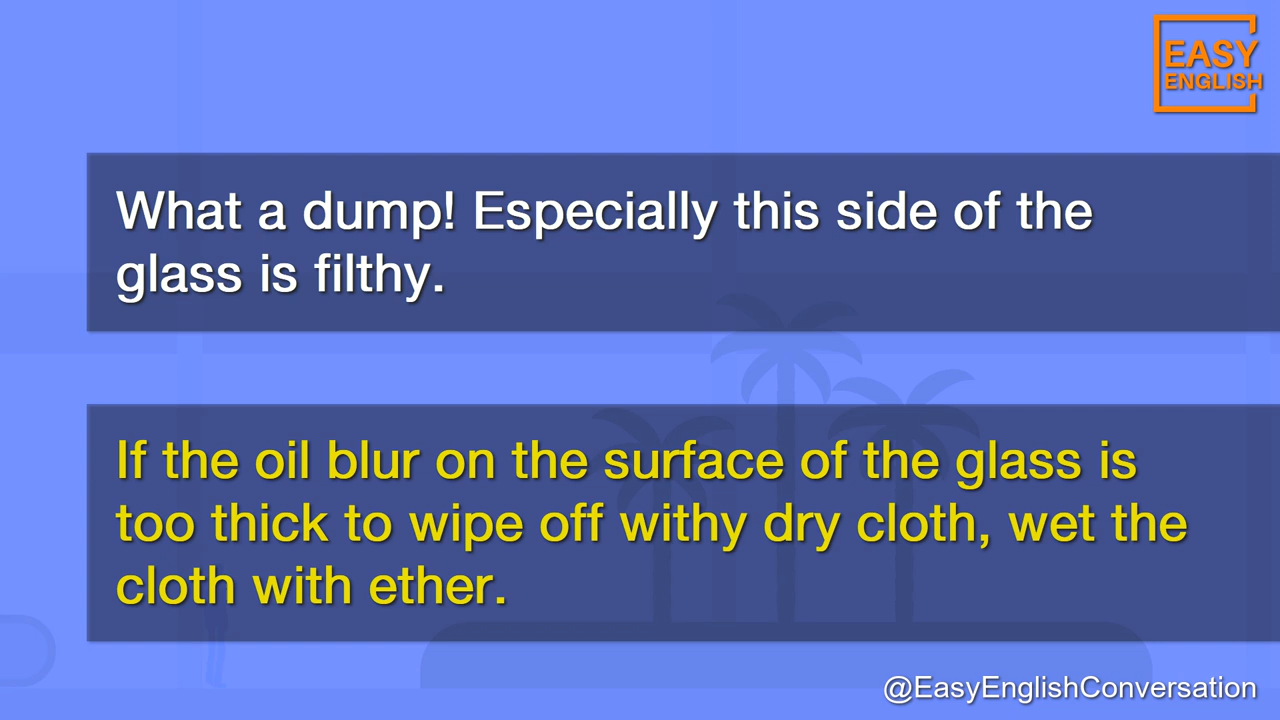 EASY
ENGLISH
What a dump! Especially this side of the
glass is filthy.
If the oil blur on the surface of the glass is
too thick to wipe off withy dry cloth, wet the
cloth with ether.
@EasyEnglishConversation